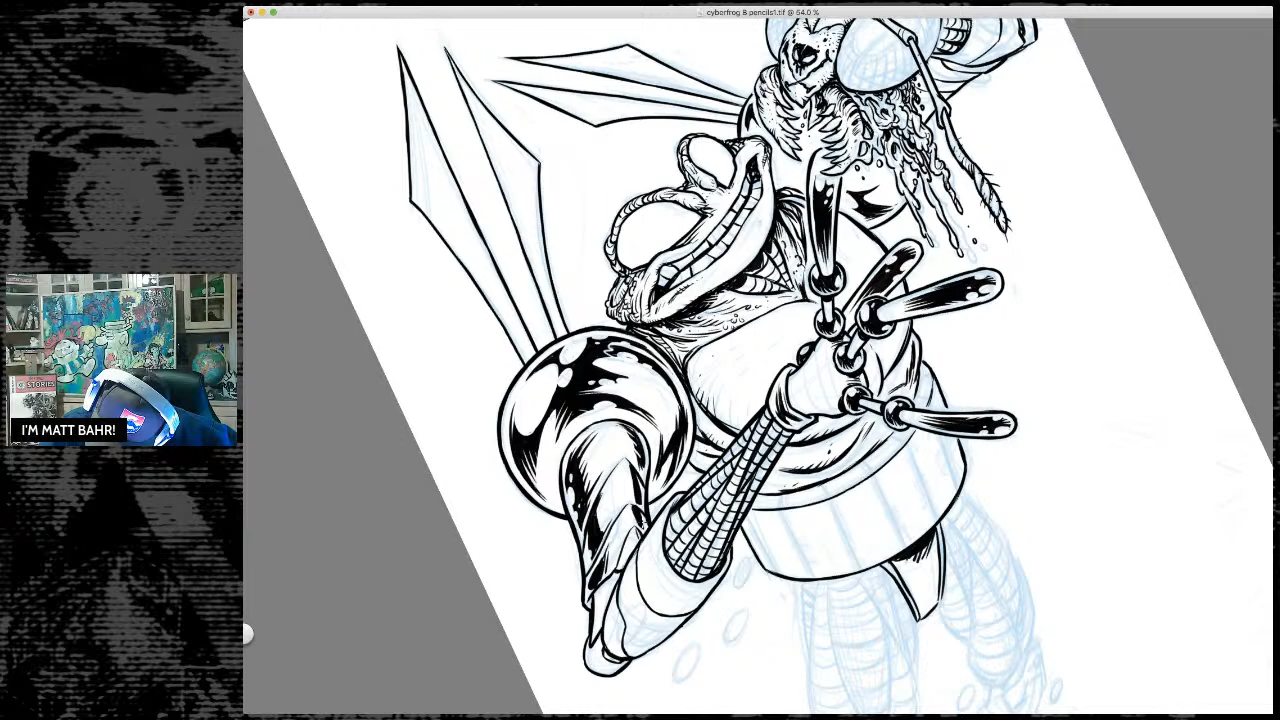 cyberfrog B pencils1.tif @ 64.0 %
STORIES
I'M MATT BAHR!